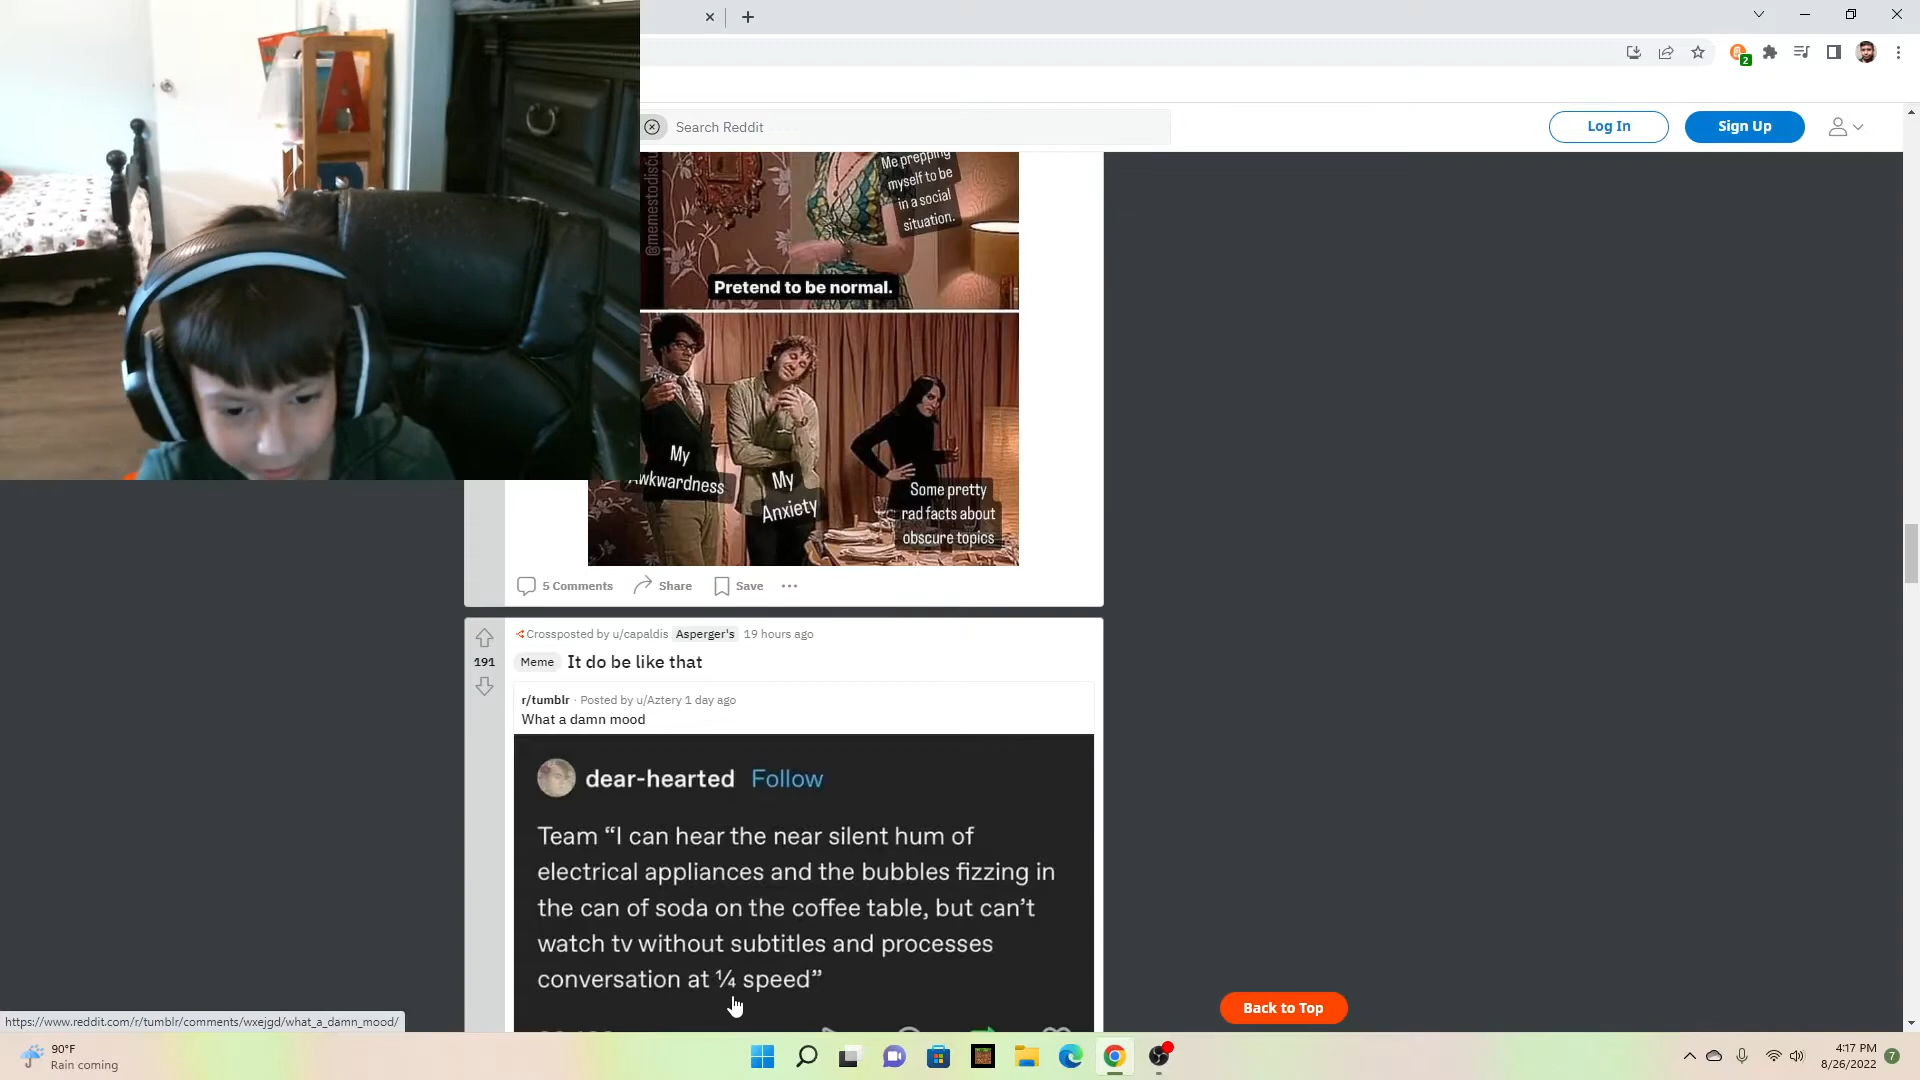 Search Reddit
Log In
Sign Up
2
A
@memestodiscu
Me prepping
myself to be
in a social
situation.
Pretend to be normal.
My
Awkwardness
My
Anxiety
Some pretty
rad facts about
obscure topics
5 Comments
Share
Save
Crossposted by u/capaldis Asperger's 19 hours ago
191
Meme It do be like that
r/tumblr · Posted by u/Aztery 1 day ago
What a damn mood
dear-hearted Follow
Team “I can hear the near silent hum of
electrical appliances and the bubbles fizzing in
the can of soda on the coffee table, but can’t
watch tv without subtitles and processes
conversation at ¼ speed”
Back to Top
https://www.reddit.com/r/tumblr/comments/wxejgd/what_a_damn_mood/
90°F
Rain coming
4:17 PM
8/26/2022
7